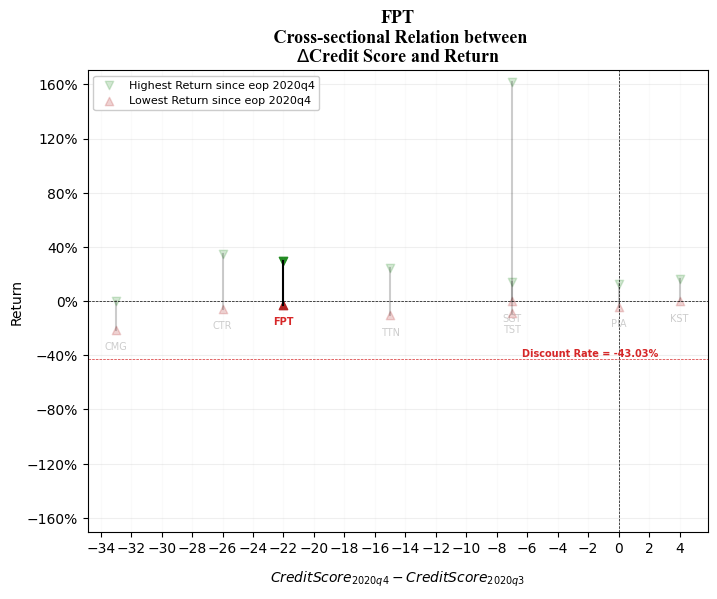 FPT
Cross-sectional Relation between
ΔCredit Score and Return
160%
120%
80%
40%
0%
−40%
−80%
−120%
−160%
Return
Highest Return since eop 2020q4
Lowest Return since eop 2020q4
CMG
CTR
FPT
TTN
SGT
TST
PIA
KST
Discount Rate = -43.03%
−34 −32 −30 −28 −26 −24 −22 −20 −18 −16 −14 −12 −10 −8 −6 −4 −2 0 2 4
CreditScore2020q4 − CreditScore2020q3